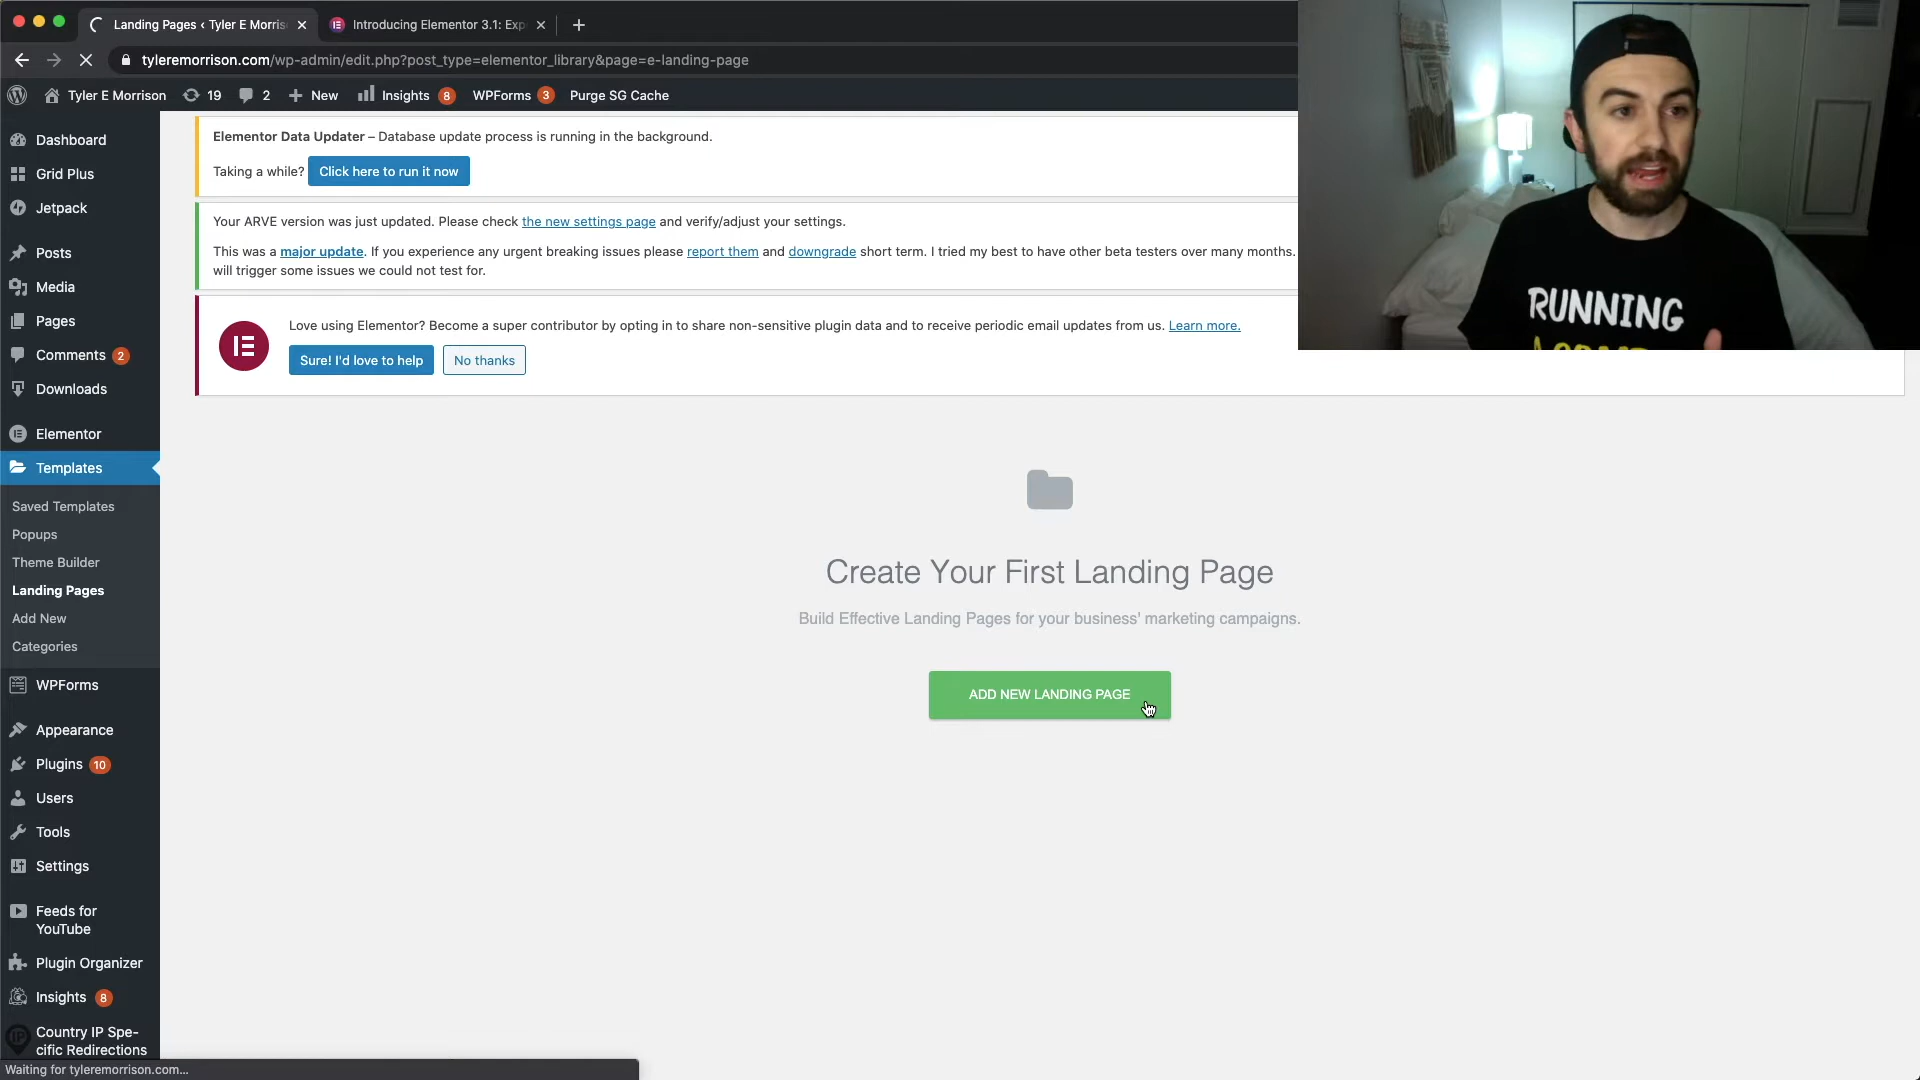 Landing Pages ‹ Tyler E Morris
Introducing Elementor 3.1: Exp
tyleremorrison.com/wp-admin/edit.php?post_type=elementor_library&page=e-landing-page
Tyler E Morrison
19
2
New
Insights 8
WPForms 3
Purge SG Cache
Dashboard
Grid Plus
Jetpack
Posts
Media
Pages
Comments 2
Downloads
Elementor
Templates
Saved Templates
Popups
Theme Builder
Landing Pages
Add New
Categories
WPForms
Appearance
Plugins 10
Users
Tools
Settings
Feeds for
YouTube
Plugin Organizer
Insights 8
Country IP Spe-
cific Redirections
Waiting for tyleremorrison.com...
Elementor Data Updater – Database update process is running in the background.
Taking a while? Click here to run it now
Your ARVE version was just updated. Please check the new settings page and verify/adjust your settings.
This was a major update. If you experience any urgent breaking issues please report them and downgrade short term. I tried my best to have other beta testers over many months.
will trigger some issues we could not test for.
Love using Elementor? Become a super contributor by opting in to share non-sensitive plugin data and to receive periodic email updates from us. Learn more.
Sure! I'd love to help
No thanks
Create Your First Landing Page
Build Effective Landing Pages for your business' marketing campaigns.
ADD NEW LANDING PAGE
RUNNING